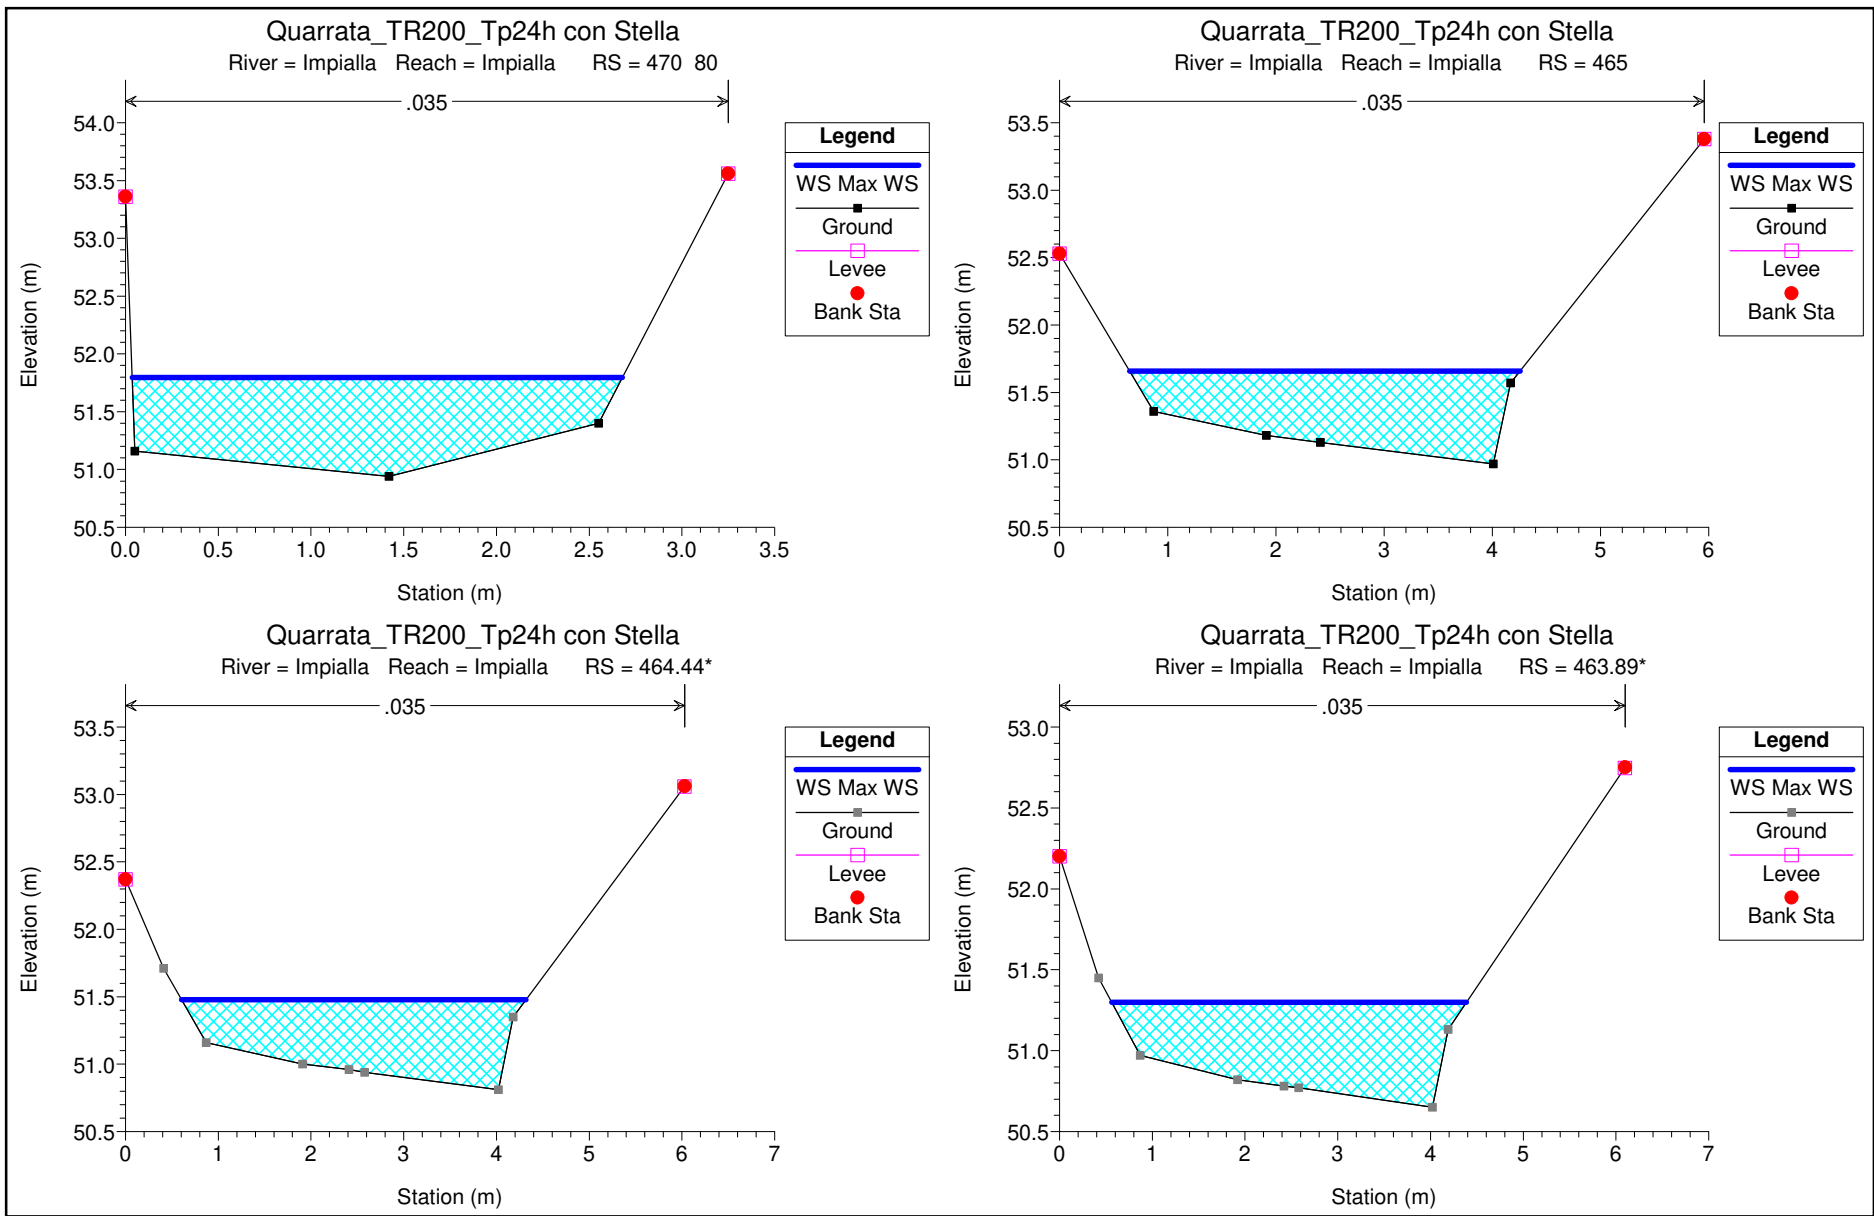 Quarrata_TR200_Tp24h con Stella
River = Impialla Reach = Impialla RS = 470 80
.035
54.0
53.5
53.0
52.5
52.0
51.5
51.0
50.5
Elevation (m)
0.0 0.5 1.0 1.5 2.0 2.5 3.0 3.5
Station (m)
Legend
WS Max WS
Ground
Levee
Bank Sta
Quarrata_TR200_Tp24h con Stella
River = Impialla Reach = Impialla RS = 465
.035
53.5
53.0
52.5
52.0
51.5
51.0
50.5
Elevation (m)
0 1 2 3 4 5 6
Station (m)
Legend
WS Max WS
Ground
Levee
Bank Sta
Quarrata_TR200_Tp24h con Stella
River = Impialla Reach = Impialla RS = 464.44*
.035
53.5
53.0
52.5
52.0
51.5
51.0
50.5
Elevation (m)
0 1 2 3 4 5 6 7
Station (m)
Legend
WS Max WS
Ground
Levee
Bank Sta
Quarrata_TR200_Tp24h con Stella
River = Impialla Reach = Impialla RS = 463.89*
.035
53.0
52.5
52.0
51.5
51.0
50.5
Elevation (m)
0 1 2 3 4 5 6 7
Station (m)
Legend
WS Max WS
Ground
Levee
Bank Sta